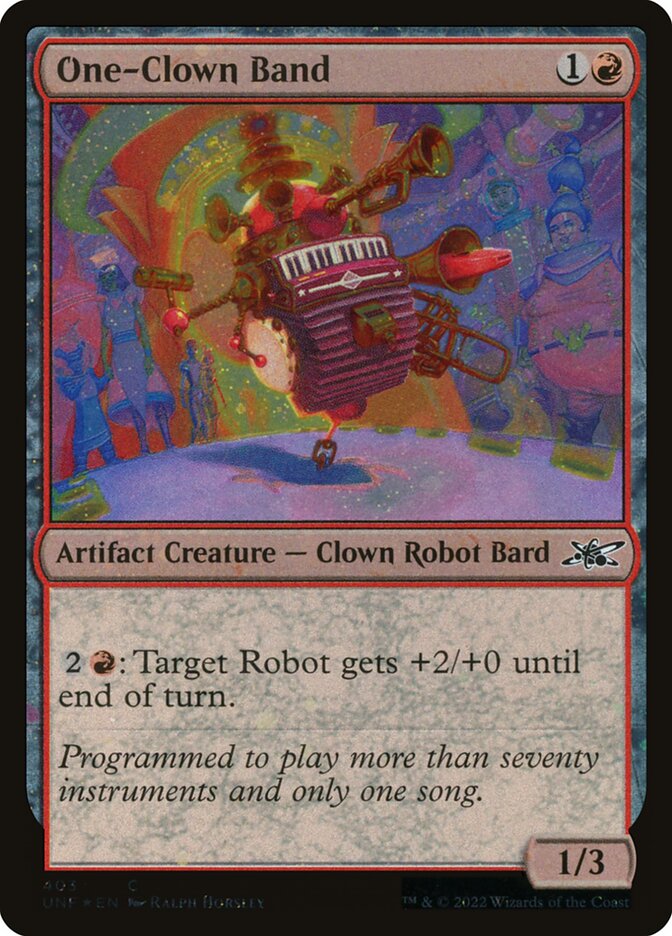 One-Clown Band 1
Artifact Creature — Clown Robot Bard
2 : Target Robot gets +2/+0 until
end of turn.
Programmed to play more than seventy
instruments and only one song.
1/3
403 C
UNF ★ EN Ralph Horsley ™ & © 2022 Wizards of the Coast